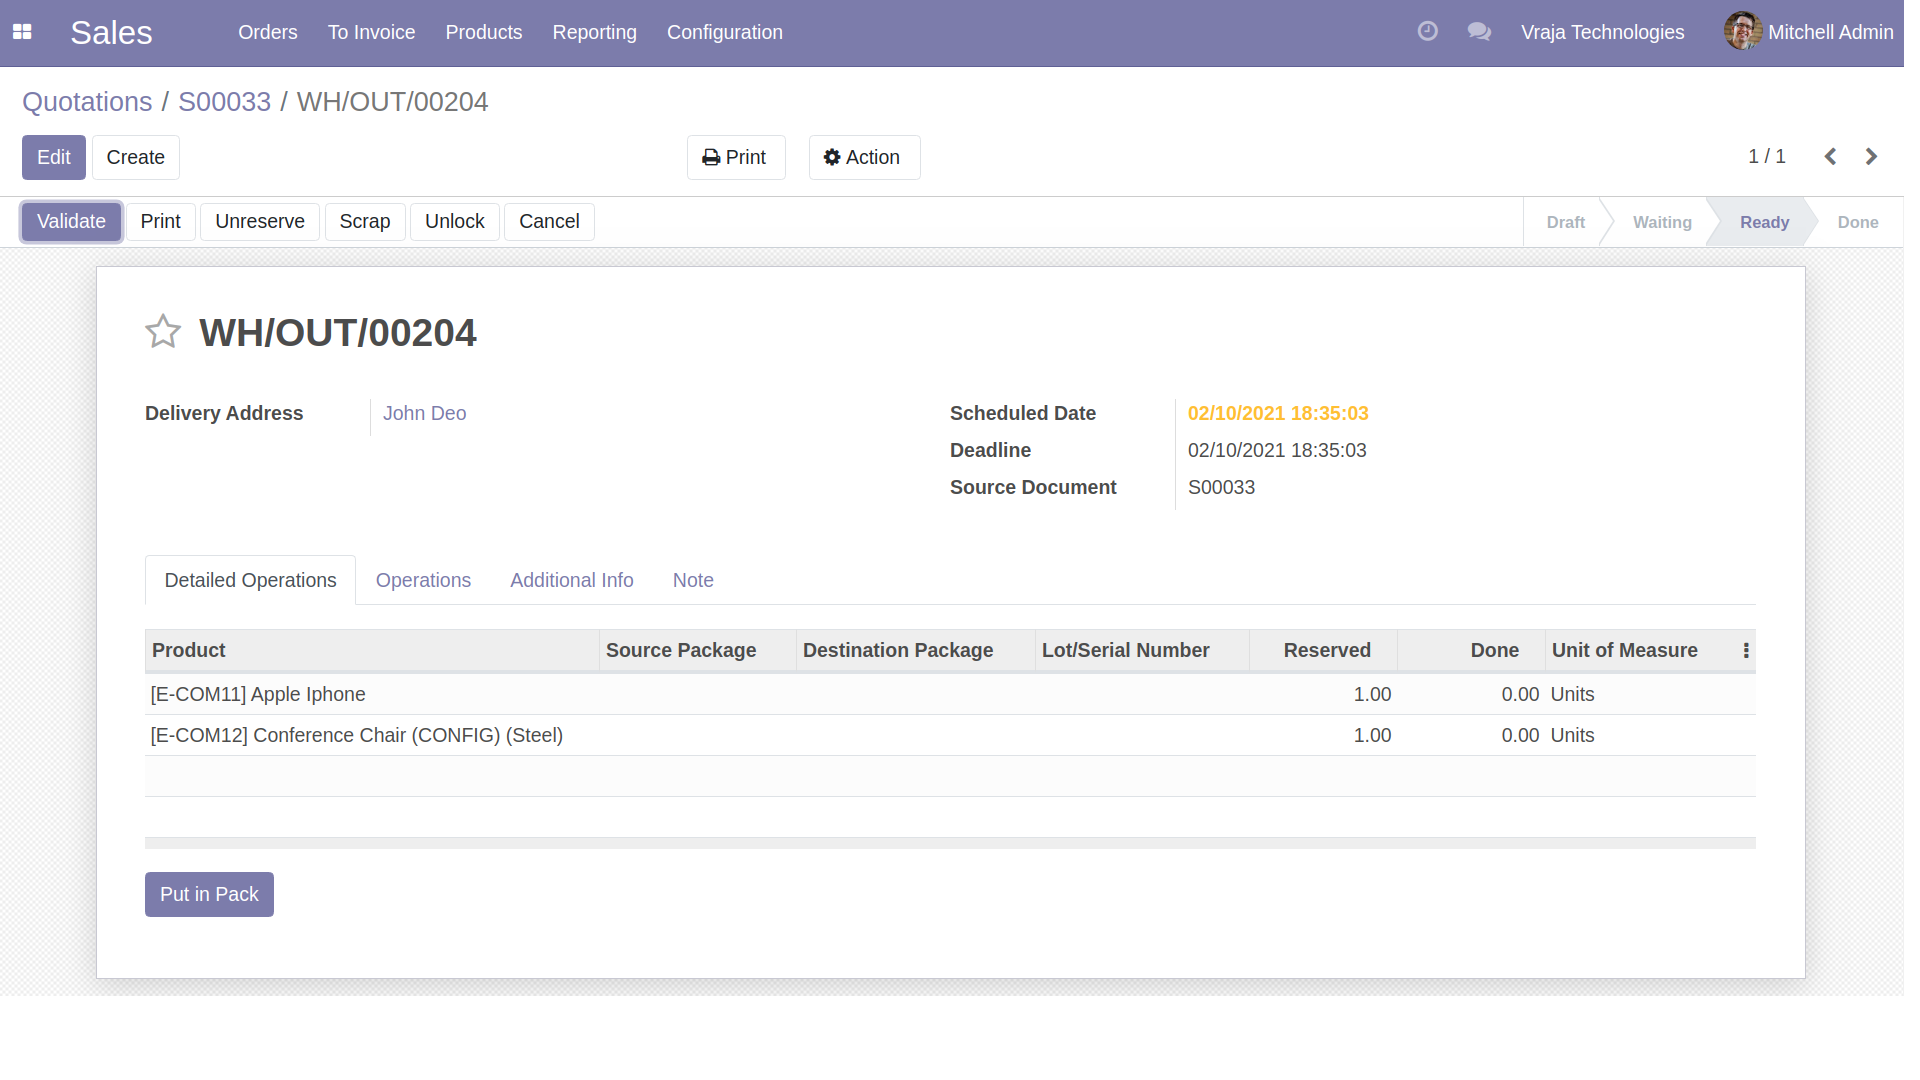 Sales Orders To Invoice Products Reporting Configuration Vraja Technologies Mitchell Admin
Quotations / S00033 / WH/OUT/00204
Edit Create Print Action 1 / 1
Validate Print Unreserve Scrap Unlock Cancel Draft Waiting Ready Done
WH/OUT/00204
Delivery Address John Deo Scheduled Date 02/10/2021 18:35:03
Deadline 02/10/2021 18:35:03
Source Document S00033
Detailed Operations Operations Additional Info Note
Product Source Package Destination Package Lot/Serial Number Reserved Done Unit of Measure
[E-COM11] Apple Iphone 1.00 0.00 Units
[E-COM12] Conference Chair (CONFIG) (Steel) 1.00 0.00 Units
Put in Pack